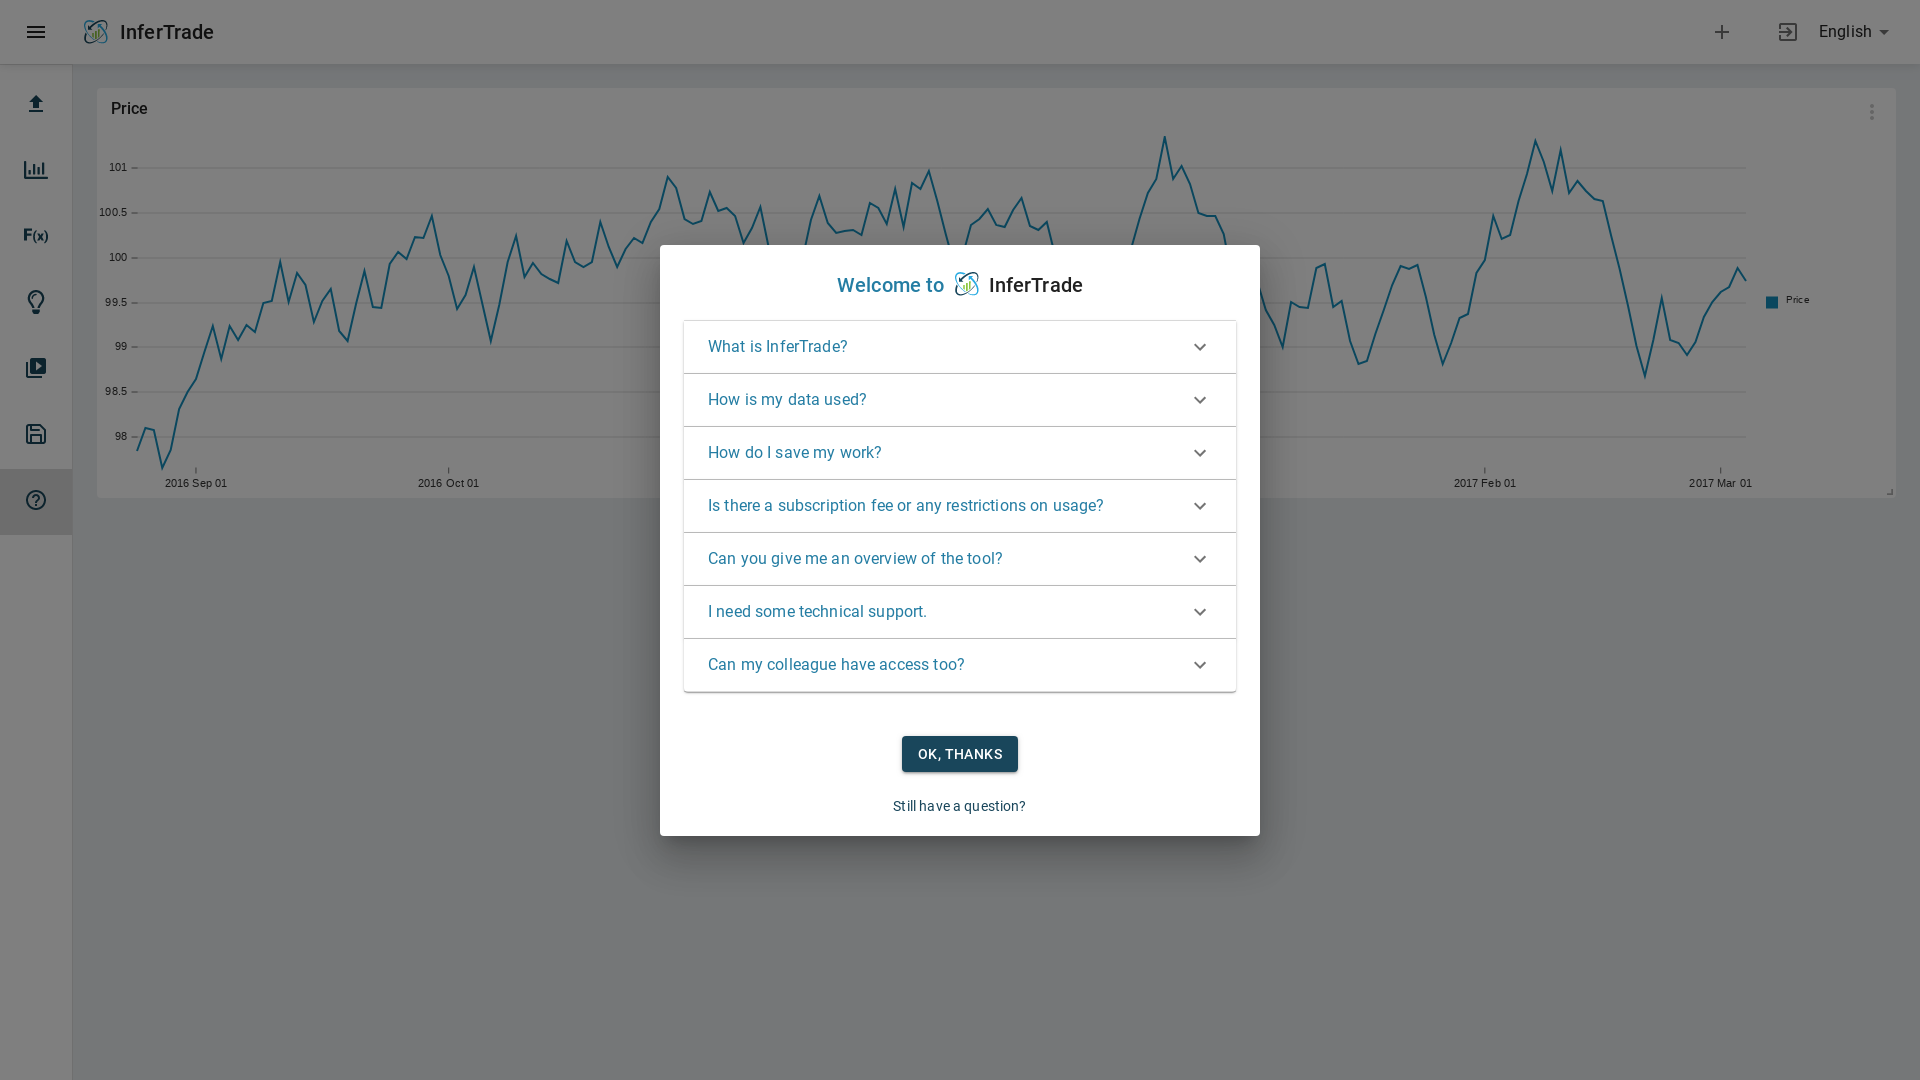 InferTrade
English
Price
101
100.5
100
99.5
99
98.5
98
2016 Sep 01
2016 Oct 01
2017 Feb 01
2017 Mar 01
Price
F(x)
Welcome to InferTrade
What is InferTrade?
How is my data used?
How do I save my work?
Is there a subscription fee or any restrictions on usage?
Can you give me an overview of the tool?
I need some technical support.
Can my colleague have access too?
OK, THANKS
Still have a question?